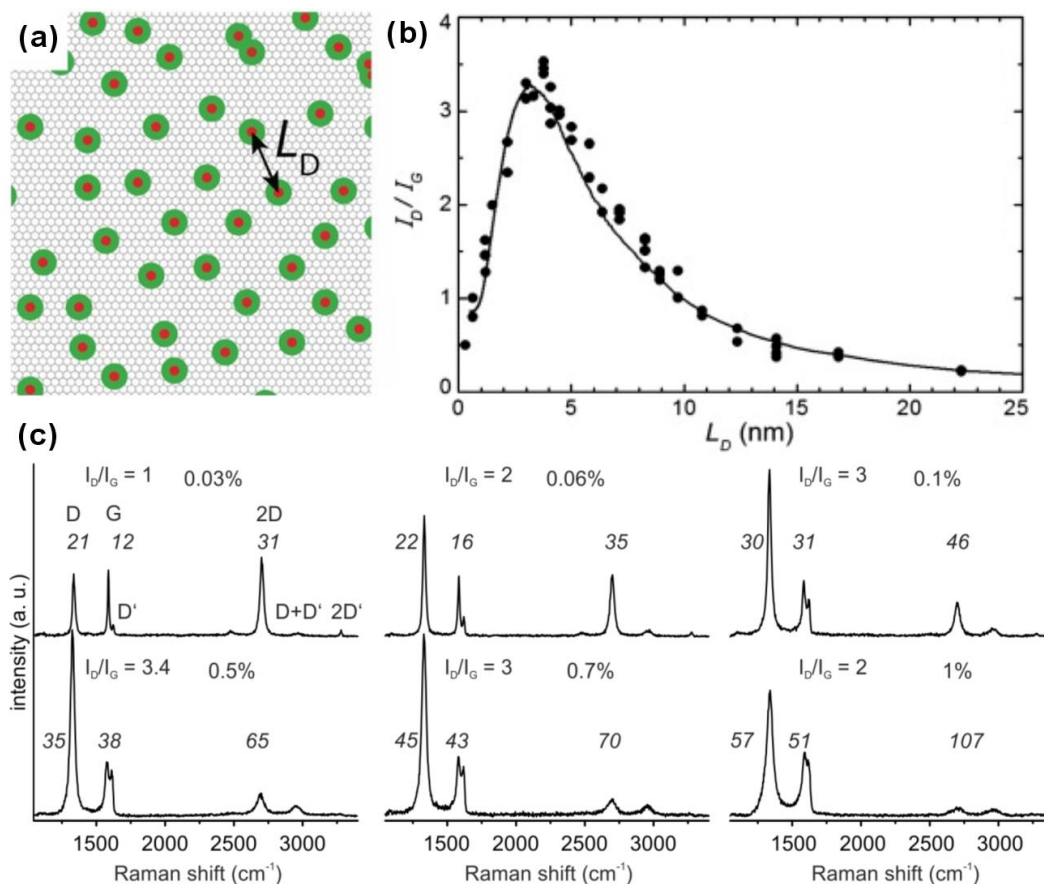 (a)
L_D
(b)
I_D / I_G
4
3
2
1
0
0 5 10 15 20 25
L_D (nm)
(c)
intensity (a. u.)
I_D/I_G = 1 0.03%
D G 2D
21 12 31
D‘ D+D‘ 2D‘
I_D/I_G = 2 0.06%
22 16 35
I_D/I_G = 3 0.1%
30 31 46
I_D/I_G = 3.4 0.5%
35 38 65
I_D/I_G = 3 0.7%
45 43 70
I_D/I_G = 2 1%
57 51 107
1500 2000 2500 3000 1500 2000 2500 3000 1500 2000 2500 3000
Raman shift (cm⁻¹) Raman shift (cm⁻¹) Raman shift (cm⁻¹)